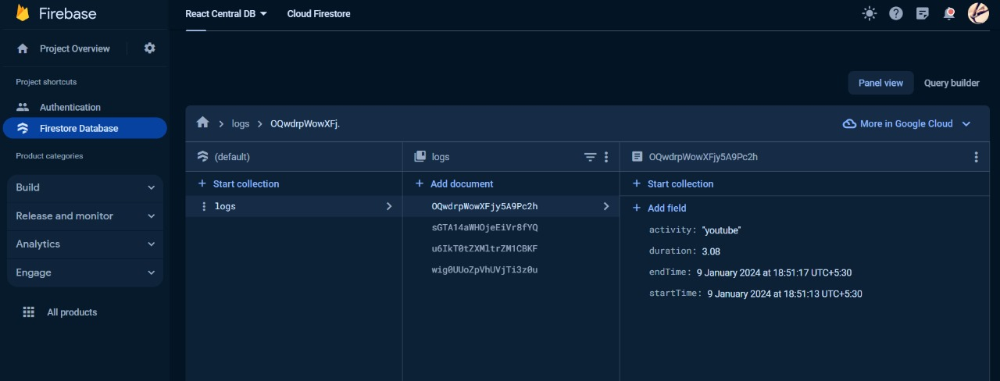 Firebase
React Central DB
Cloud Firestore
Project Overview
Project shortcuts
Authentication
Firestore Database
Product categories
Build
Release and monitor
Analytics
Engage
All products
Panel view
Query builder
logs
OQwdrpWowXFj.
More in Google Cloud
(default)
logs
OQwdrpWowXFjy5A9Pc2h
Start collection
Add document
Start collection
logs
OQwdrpWowXFjy5A9Pc2h
sGTA14aWHOjeEiVr8fYQ
u6IkT0tZXMltrZM1CBKF
wig0UUoZpVhUVjTi3z0u
Add field
activity: "youtube"
duration: 3.08
endTime: 9 January 2024 at 18:51:17 UTC+5:30
startTime: 9 January 2024 at 18:51:13 UTC+5:30